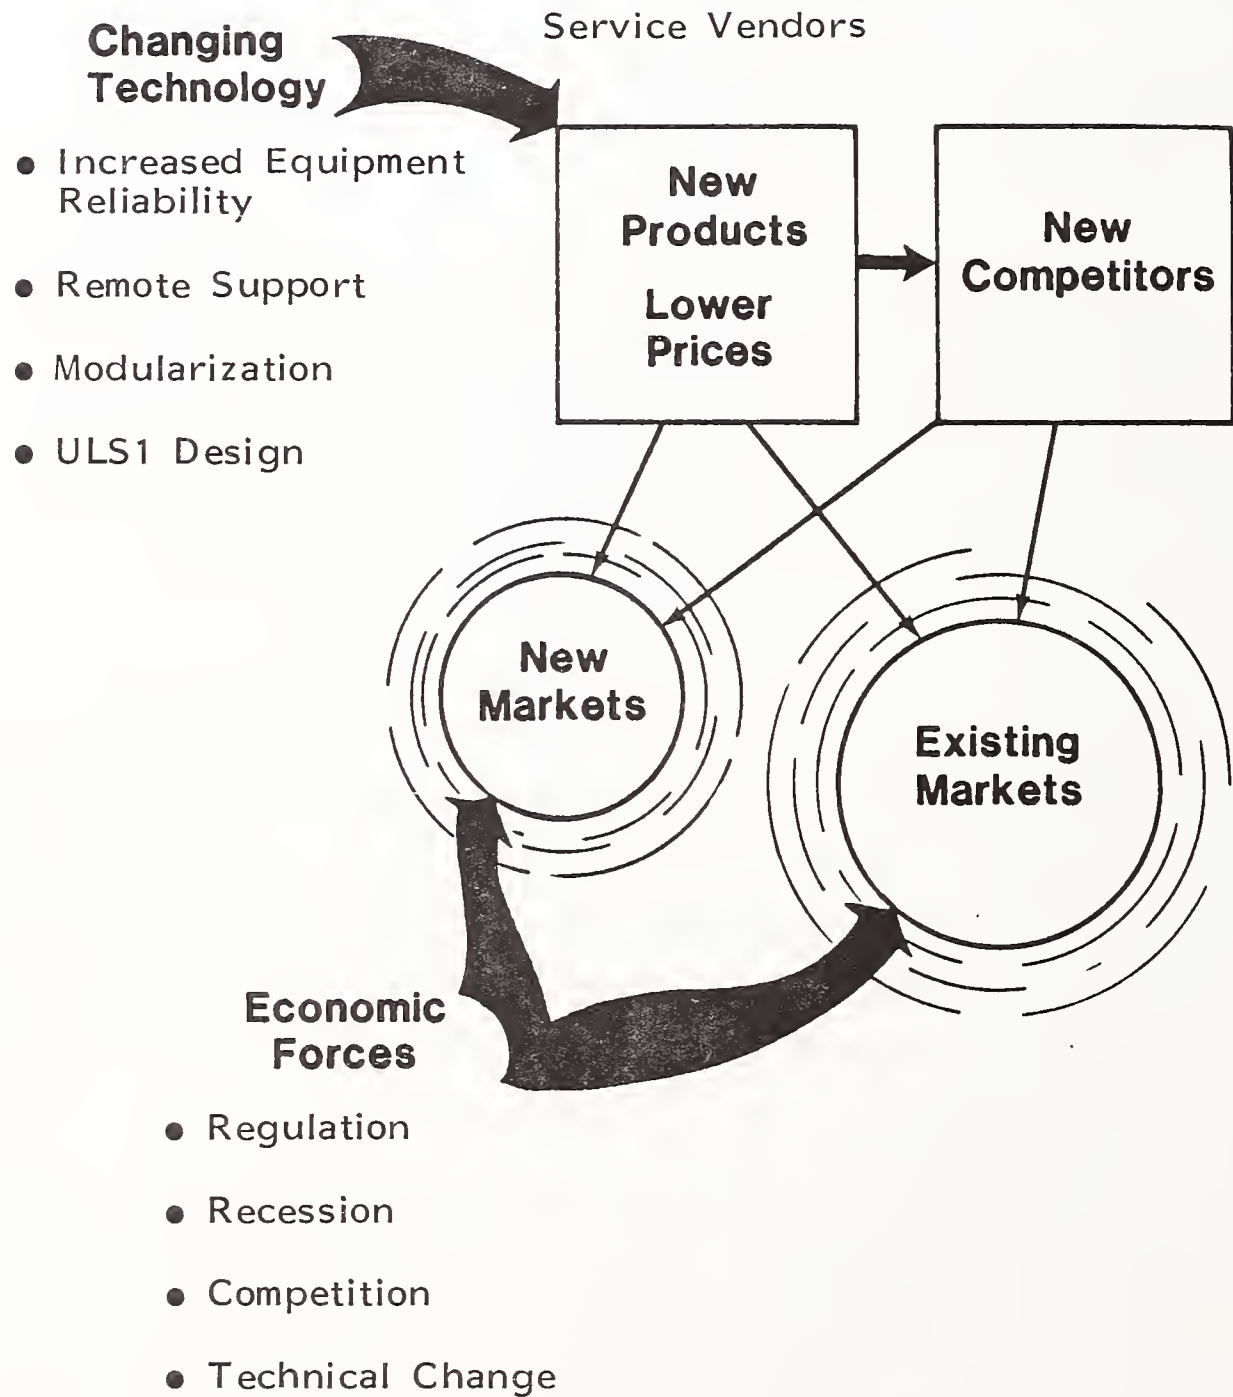 Service Vendors
Changing
Technology
• Increased Equipment
Reliability
• Remote Support
• Modularization
• ULS1 Design
New
Products
Lower
Prices
New
Competitors
New
Markets
Existing
Markets
Economic
Forces
• Regulation
• Recession
• Competition
• Technical Change